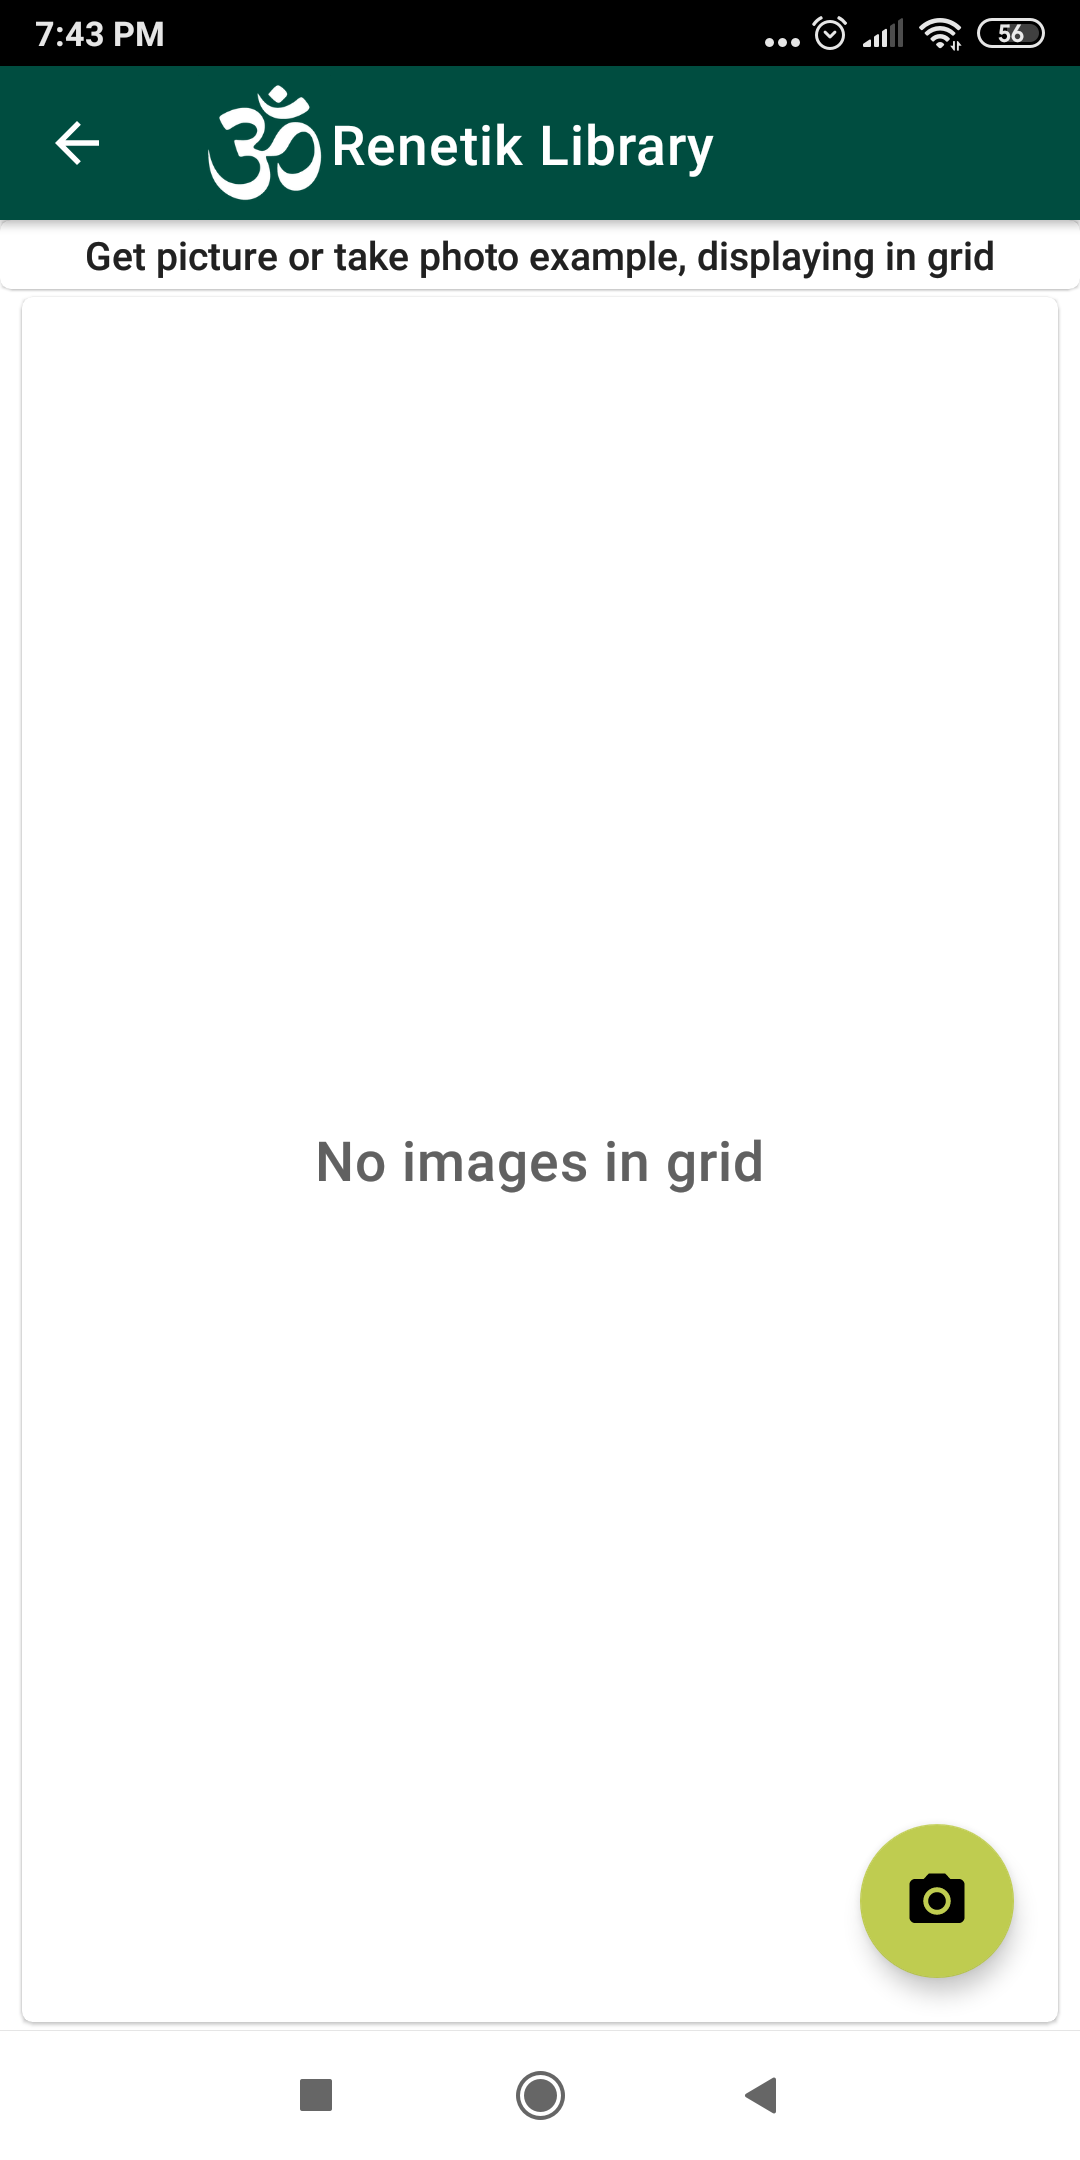 7:43 PM
56
ॐ Renetik Library
Get picture or take photo example, displaying in grid
No images in grid